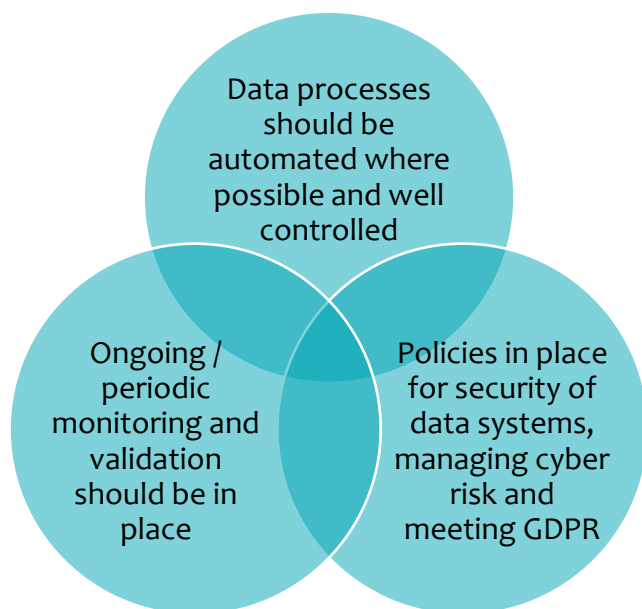 Data processes
should be
automated where
possible and well
controlled
Ongoing /
periodic
monitoring and
validation
should be in
place
Policies in place
for security of
data systems,
managing cyber
risk and
meeting GDPR